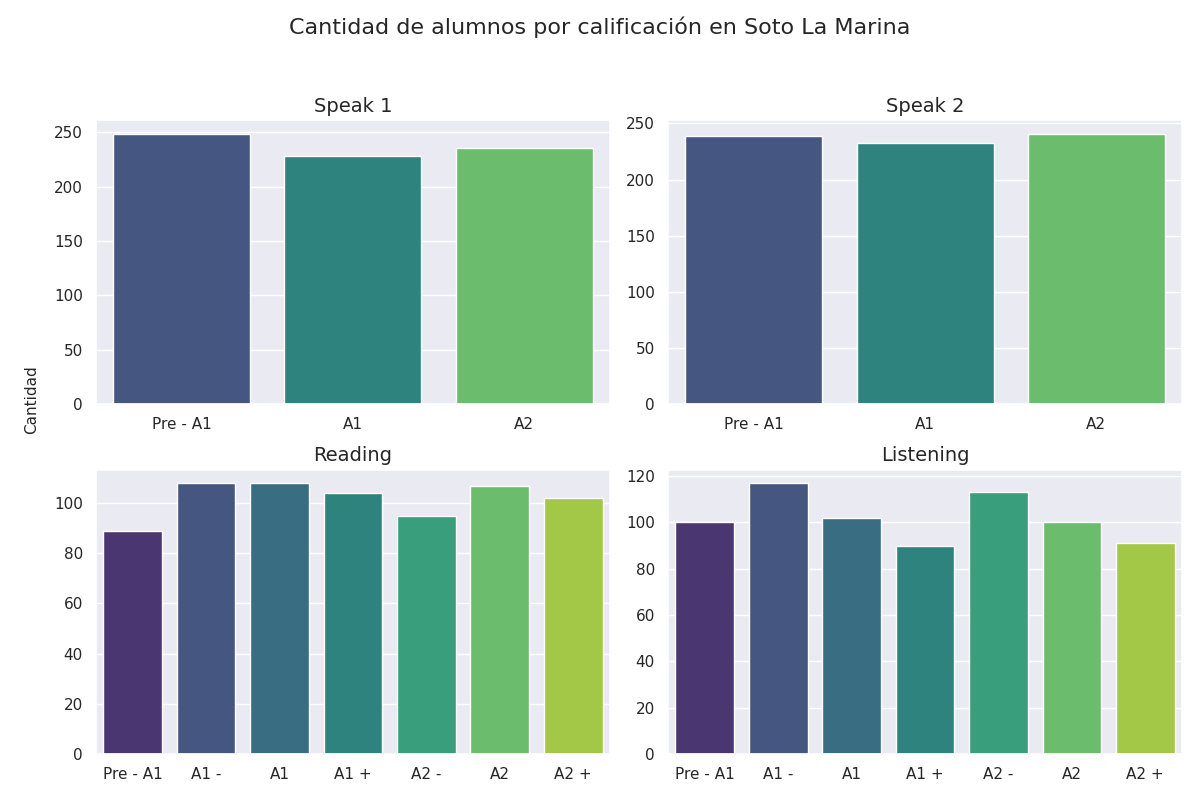 Cantidad de alumnos por calificación en Soto La Marina
Speak 1
250
200
150
100
50
0
Pre - A1 A1 A2
Speak 2
250
200
150
100
50
0
Pre - A1 A1 A2
Cantidad
Reading
100
80
60
40
20
0
Pre - A1 A1 - A1 A1 + A2 - A2 A2 +
Listening
120
100
80
60
40
20
0
Pre - A1 A1 - A1 A1 + A2 - A2 A2 +